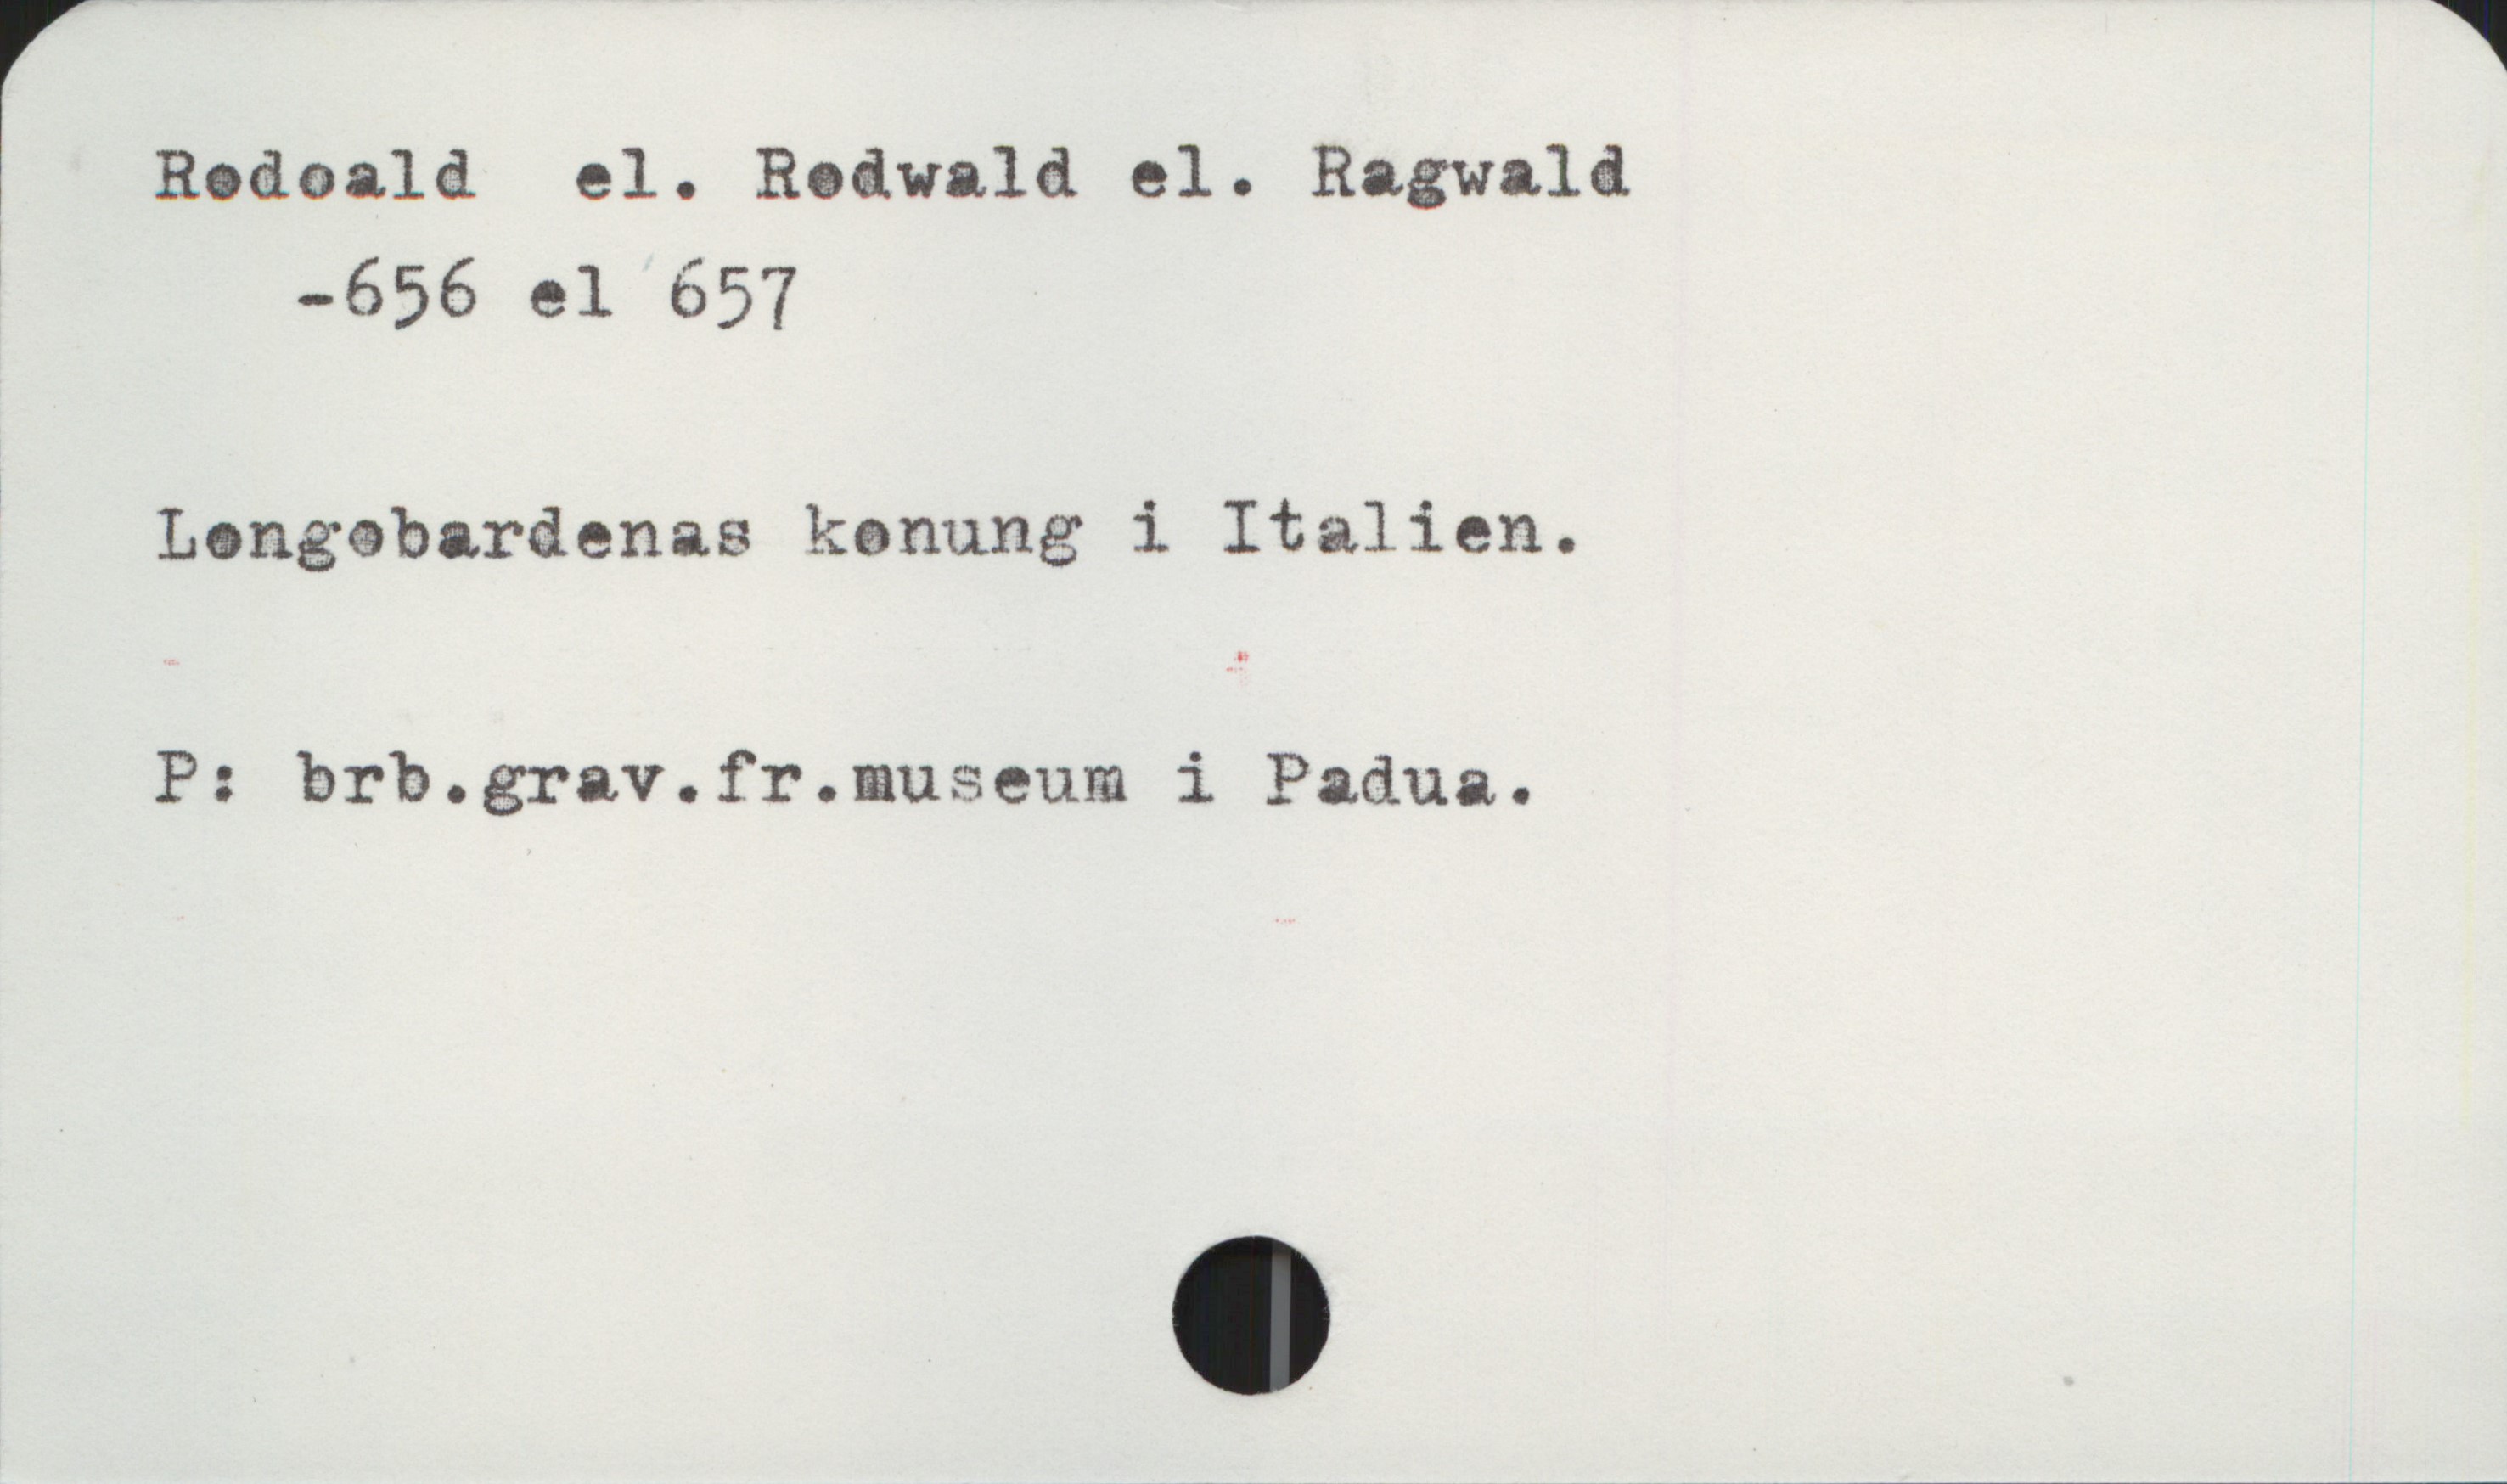 Rodoald el. Rodwald el. Ragwald
-656 el 657
Longobardenas konung i Italien.
P: brb.grav.fr.museum i Padua.